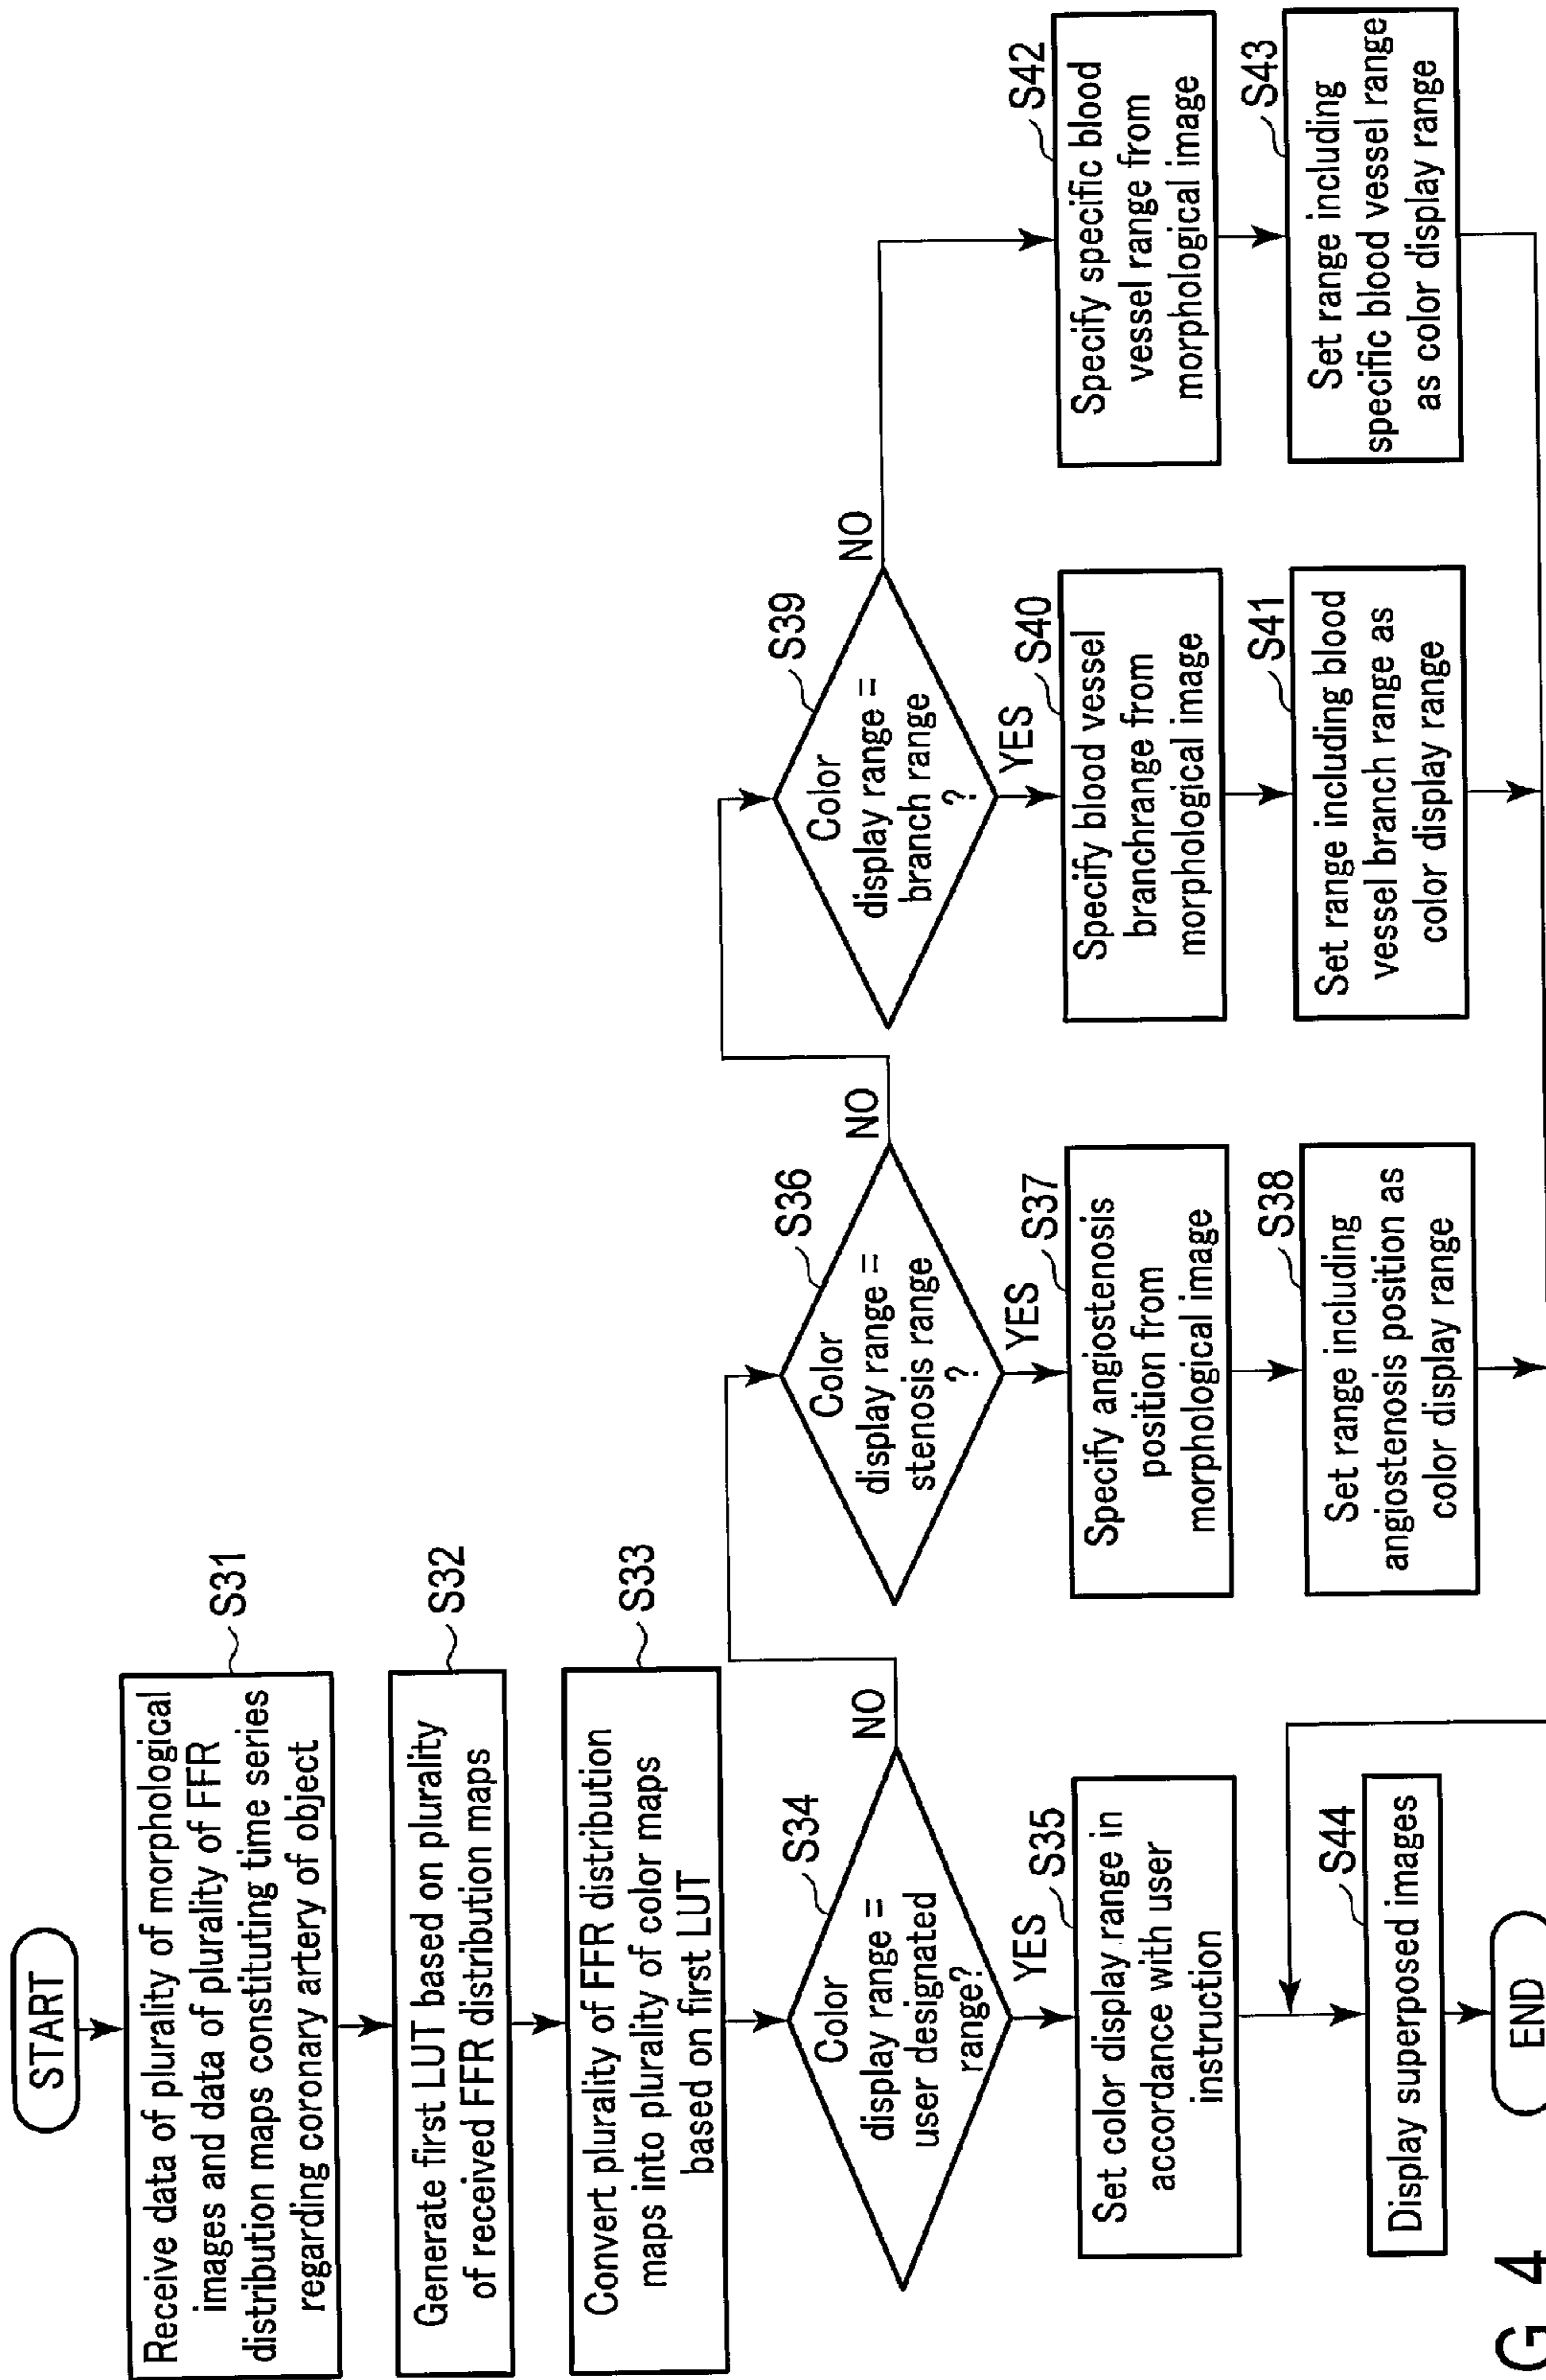 START
Receive data of plurality of morphological
images and data of plurality of FFR
distribution maps constituting time series
regarding coronary artery of object
S31
Generate first LUT based on plurality
of received FFR distribution maps
S32
Convert plurality of FFR distribution
maps into plurality of color maps
based on first LUT
S33
Color
display range =
user designated
range?
S34
NO
YES
Set color display range in
accordance with user
instruction
S35
Color
display range =
stenosis range
?
S36
NO
YES
Specify angiostenosis
position from
morphological image
S37
Set range including
angiostenosis position as
color display range
S38
Color
display range =
branch range
?
S39
NO
YES
Specify blood vessel
branchrange from
morphological image
S40
Set range including blood
vessel branch range as
color display range
S41
Specify specific blood
vessel range from
morphological image
S42
Set range including
specific blood vessel range
as color display range
S43
Display superposed images
S44
END
G 4